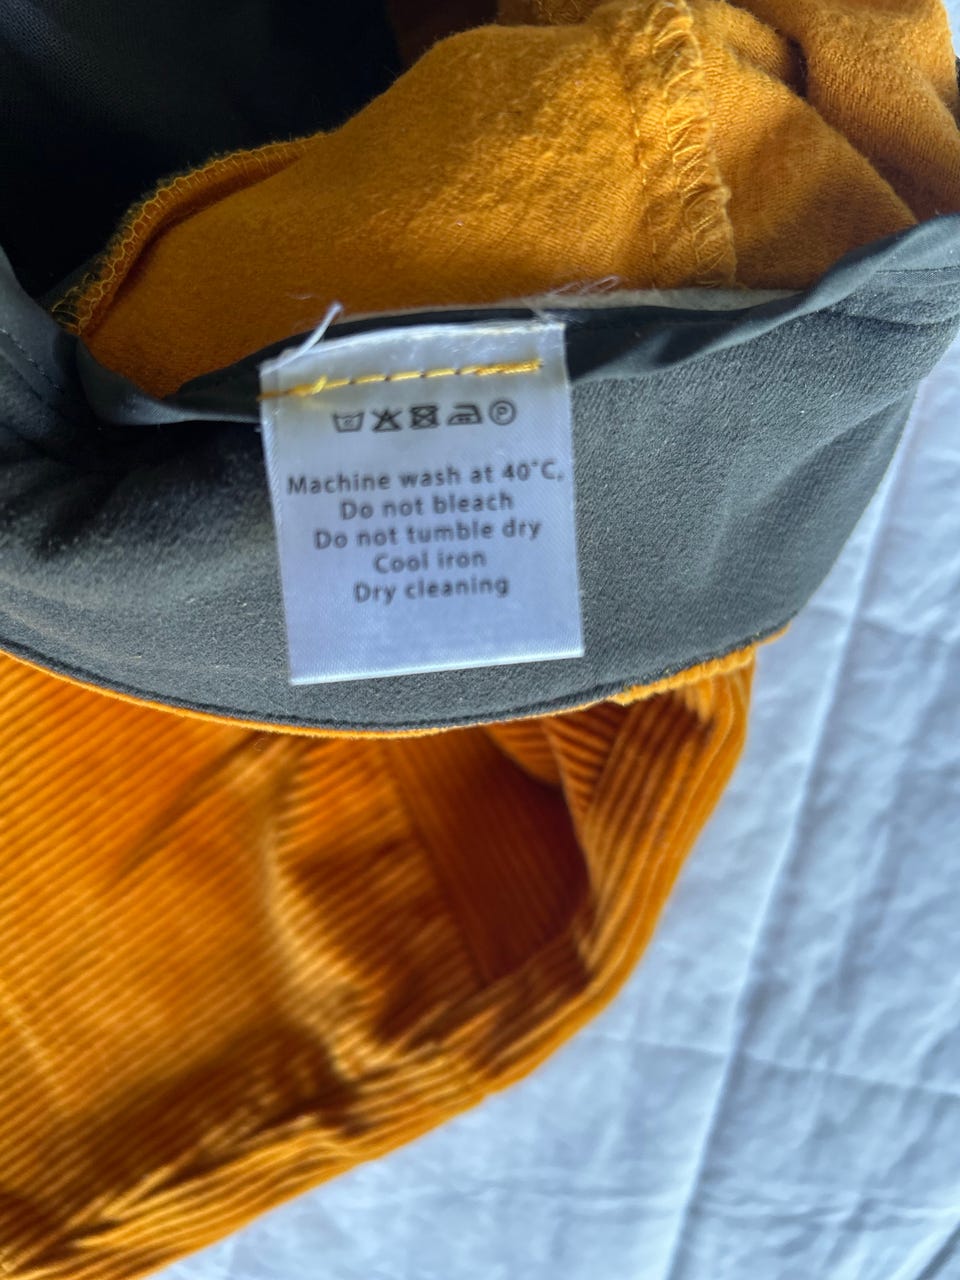 P
Machine wash at 40°C,
Do not bleach
Do not tumble dry
Cool iron
Dry cleaning